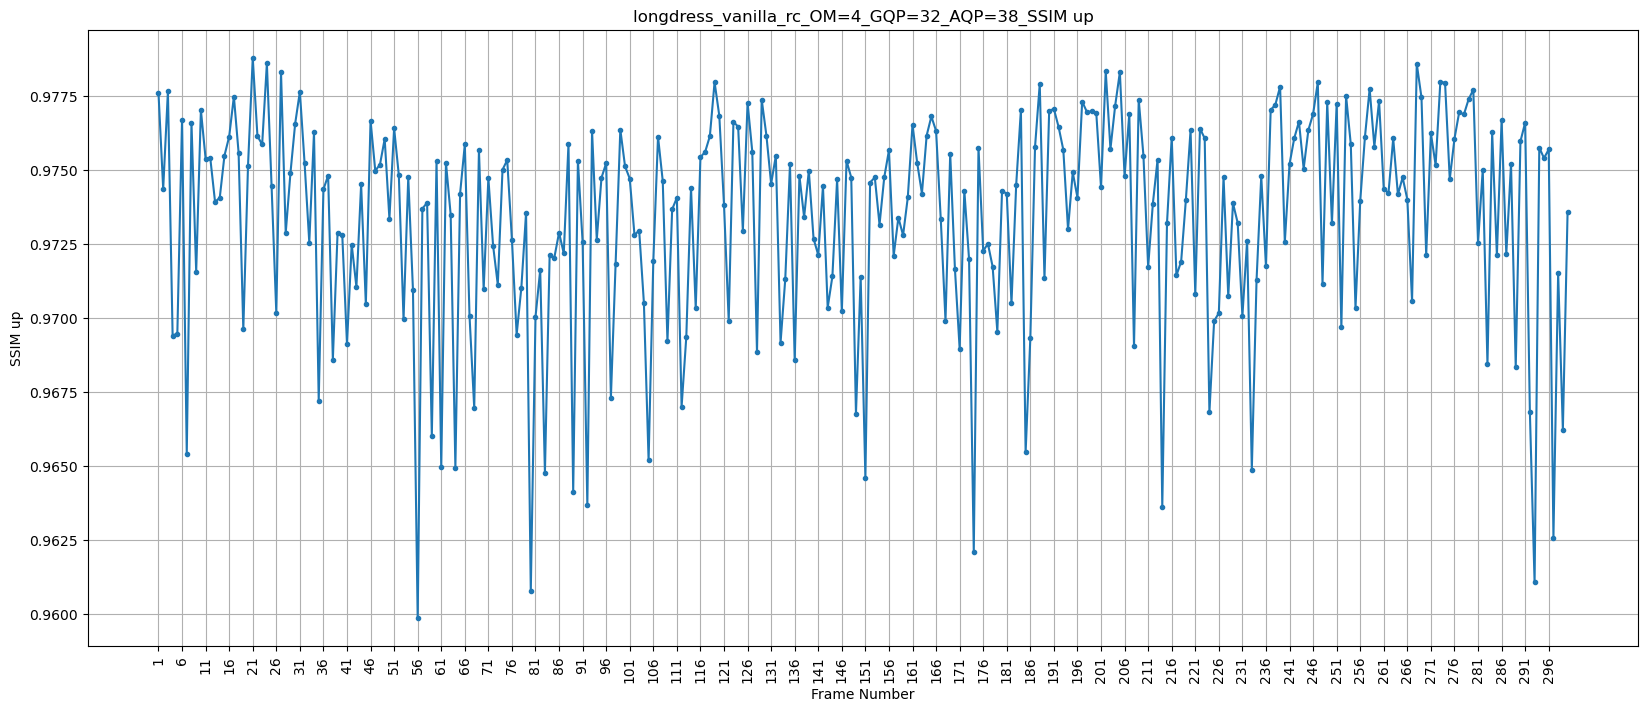 longdress_vanilla_rc_OM=4_GQP=32_AQP=38_SSIM up
SSIM up
0.9775
0.9750
0.9725
0.9700
0.9675
0.9650
0.9625
0.9600
1 6 11 16 21 26 31 36 41 46 51 56 61 66 71 76 81 86 91 96 101 106 111 116 121 126 131 136 141 146 151 156 161 166 171 176 181 186 191 196 201 206 211 216 221 226 231 236 241 246 251 256 261 266 271 276 281 286 291 296
Frame Number